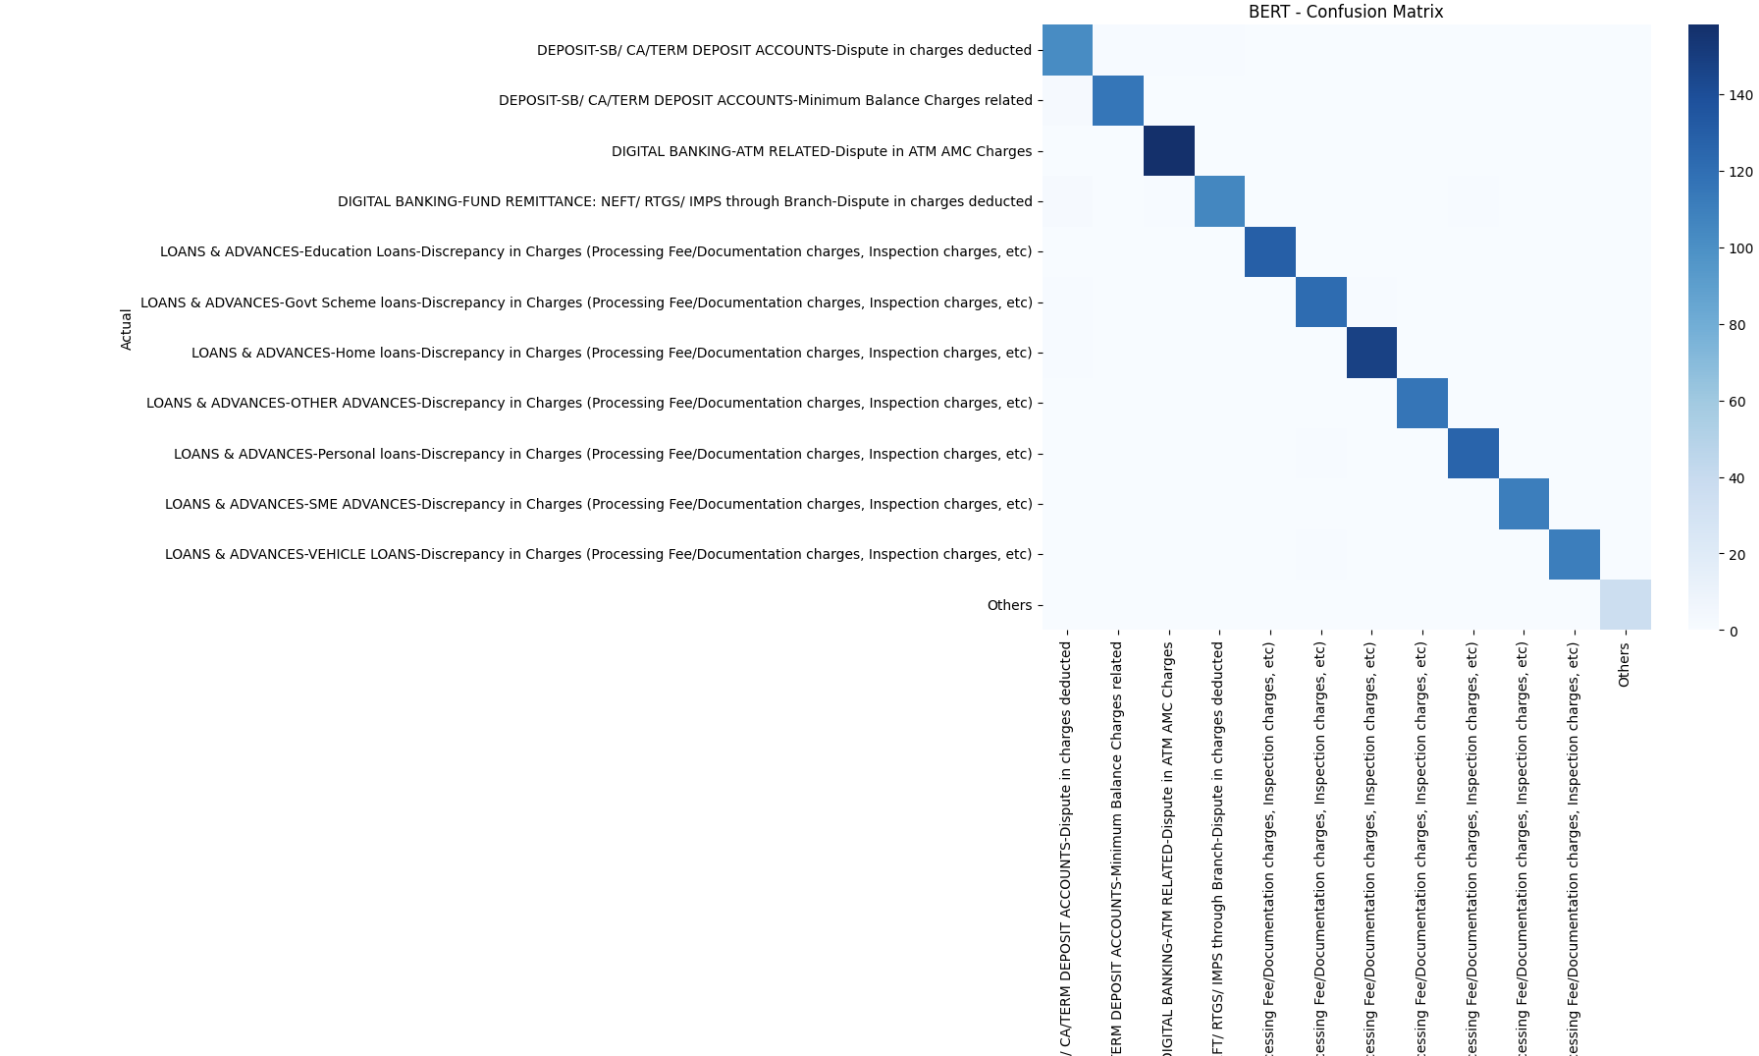 BERT - Confusion Matrix
DEPOSIT-SB/ CA/TERM DEPOSIT ACCOUNTS-Dispute in charges deducted
DEPOSIT-SB/ CA/TERM DEPOSIT ACCOUNTS-Minimum Balance Charges related
DIGITAL BANKING-ATM RELATED-Dispute in ATM AMC Charges
DIGITAL BANKING-FUND REMITTANCE: NEFT/ RTGS/ IMPS through Branch-Dispute in charges deducted
LOANS & ADVANCES-Education Loans-Discrepancy in Charges (Processing Fee/Documentation charges, Inspection charges, etc)
LOANS & ADVANCES-Govt Scheme loans-Discrepancy in Charges (Processing Fee/Documentation charges, Inspection charges, etc)
LOANS & ADVANCES-Home loans-Discrepancy in Charges (Processing Fee/Documentation charges, Inspection charges, etc)
LOANS & ADVANCES-OTHER ADVANCES-Discrepancy in Charges (Processing Fee/Documentation charges, Inspection charges, etc)
LOANS & ADVANCES-Personal loans-Discrepancy in Charges (Processing Fee/Documentation charges, Inspection charges, etc)
LOANS & ADVANCES-SME ADVANCES-Discrepancy in Charges (Processing Fee/Documentation charges, Inspection charges, etc)
LOANS & ADVANCES-VEHICLE LOANS-Discrepancy in Charges (Processing Fee/Documentation charges, Inspection charges, etc)
Others
Actual
140
120
100
80
60
40
20
0
/ CA/TERM DEPOSIT ACCOUNTS-Dispute in charges deducted
TERM DEPOSIT ACCOUNTS-Minimum Balance Charges related
DIGITAL BANKING-ATM RELATED-Dispute in ATM AMC Charges
FT/ RTGS/ IMPS through Branch-Dispute in charges deducted
cessing Fee/Documentation charges, Inspection charges, etc)
cessing Fee/Documentation charges, Inspection charges, etc)
cessing Fee/Documentation charges, Inspection charges, etc)
cessing Fee/Documentation charges, Inspection charges, etc)
cessing Fee/Documentation charges, Inspection charges, etc)
cessing Fee/Documentation charges, Inspection charges, etc)
cessing Fee/Documentation charges, Inspection charges, etc)
Others